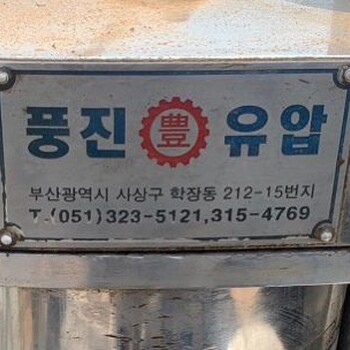 풍진 豊 유압
부산광역시 사상구 학장동 212-15번지
T.(051)323-5121,315-4769